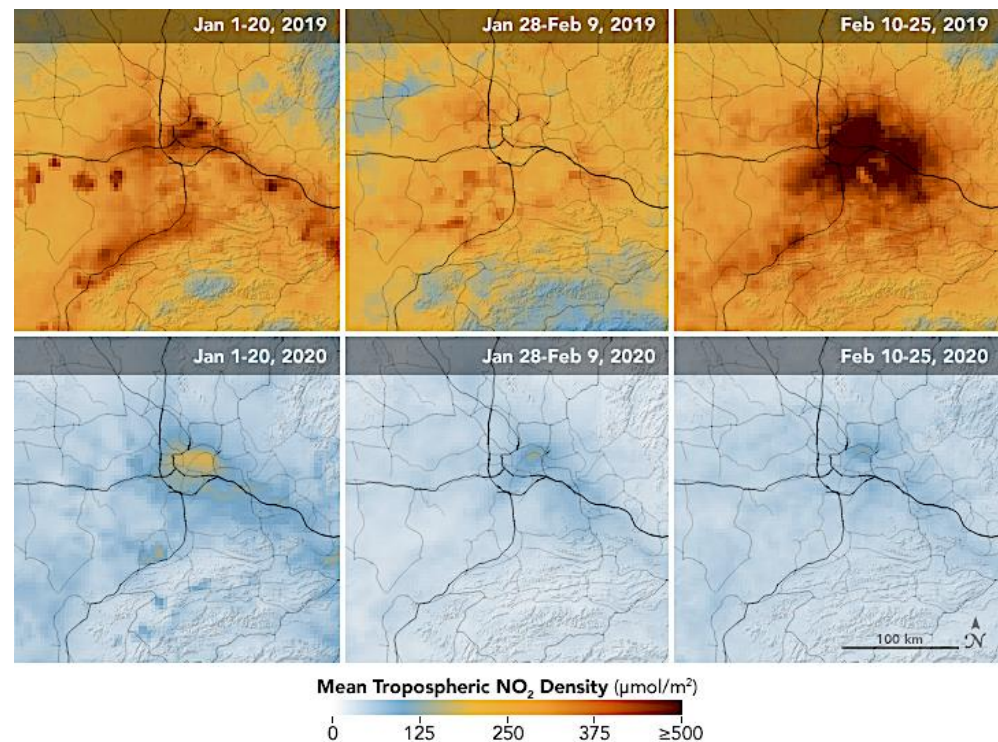 Jan 1-20, 2019
Jan 28-Feb 9, 2019
Feb 10-25, 2019
Jan 1-20, 2020
Jan 28-Feb 9, 2020
Feb 10-25, 2020
100 km
N
Mean Tropospheric NO₂ Density (µmol/m²)
0 125 250 375 ≥500